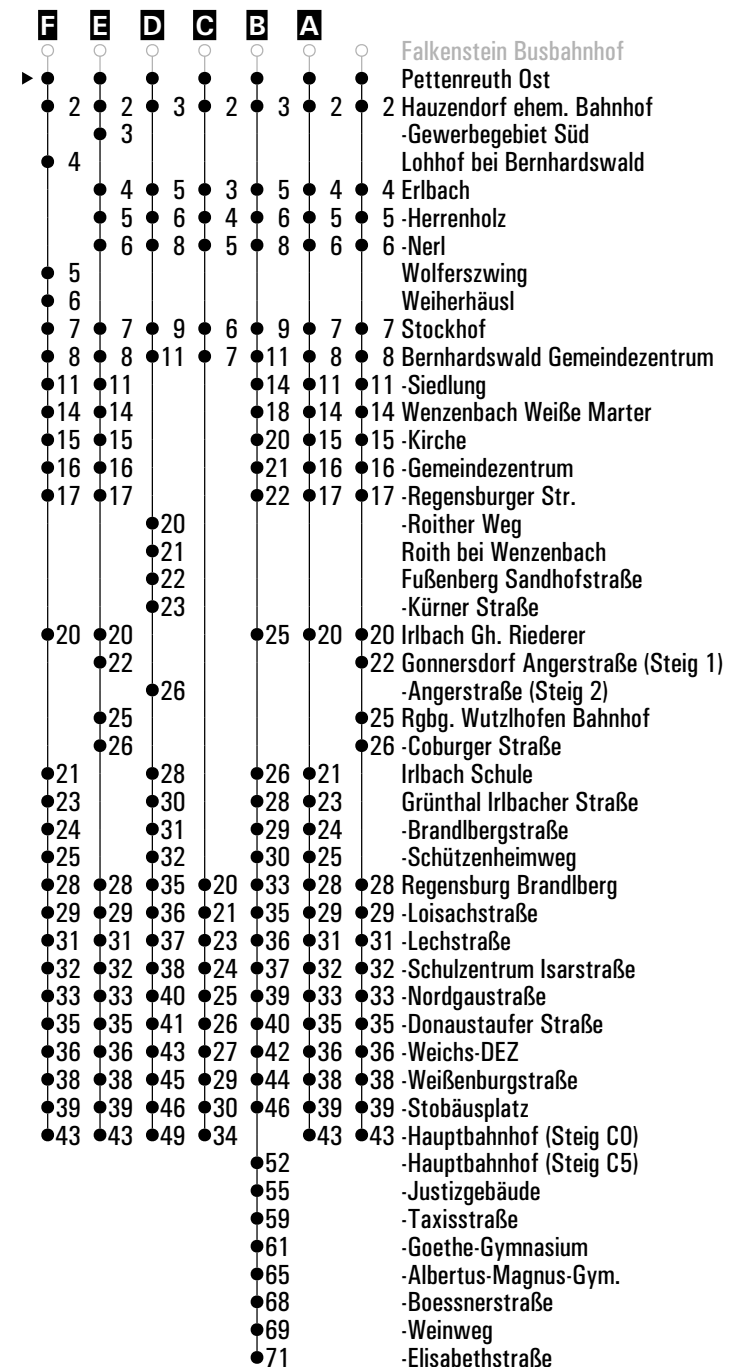 F E D C B A
Falkenstein Busbahnhof
Pettenreuth Ost
2 2 3 2 3 2 2 Hauzendorf ehem. Bahnhof
3 -Gewerbegebiet Süd
4 Lohhof bei Bernhardswald
4 5 3 5 4 4 Erlbach
5 6 4 6 5 5 -Herrenholz
6 8 5 8 6 6 -Nerl
5 Wolferszwing
6 Weiherhäusl
7 7 9 6 9 7 7 Stockhof
8 8 11 7 11 8 8 Bernhardswald Gemeindezentrum
11 11 14 11 11 -Siedlung
14 14 18 14 14 Wenzenbach Weiße Marter
15 15 20 15 15 -Kirche
16 16 21 16 16 -Gemeindezentrum
17 17 22 17 17 -Regensburger Str.
20 -Roither Weg
21 Roith bei Wenzenbach
22 Fußenberg Sandhofstraße
23 -Kürner Straße
20 20 25 20 20 Irlbach Gh. Riederer
22 22 Gonnersdorf Angerstraße (Steig 1)
26 -Angerstraße (Steig 2)
25 25 Rgbg. Wutzlhofen Bahnhof
26 26 -Coburger Straße
21 28 26 21 Irlbach Schule
23 30 28 23 Grünthal Irlbacher Straße
24 31 29 24 -Brandlbergstraße
25 32 30 25 -Schützenheimweg
28 28 35 20 33 28 28 Regensburg Brandlberg
29 29 36 21 35 29 29 -Loisachstraße
31 31 37 23 36 31 31 -Lechstraße
32 32 38 24 37 32 32 -Schulzentrum Isarstraße
33 33 40 25 39 33 33 -Nordgaustraße
35 35 41 26 40 35 35 -Donaustaufer Straße
36 36 43 27 42 36 36 -Weichs-DEZ
38 38 45 29 44 38 38 -Weißenburgstraße
39 39 46 30 46 39 39 -Stobäusplatz
43 43 49 34 43 43 -Hauptbahnhof (Steig C0)
52 -Hauptbahnhof (Steig C5)
55 -Justizgebäude
59 -Taxisstraße
61 -Goethe-Gymnasium
65 -Albertus-Magnus-Gym.
68 -Boessnerstraße
69 -Weinweg
71 -Elisabethstraße